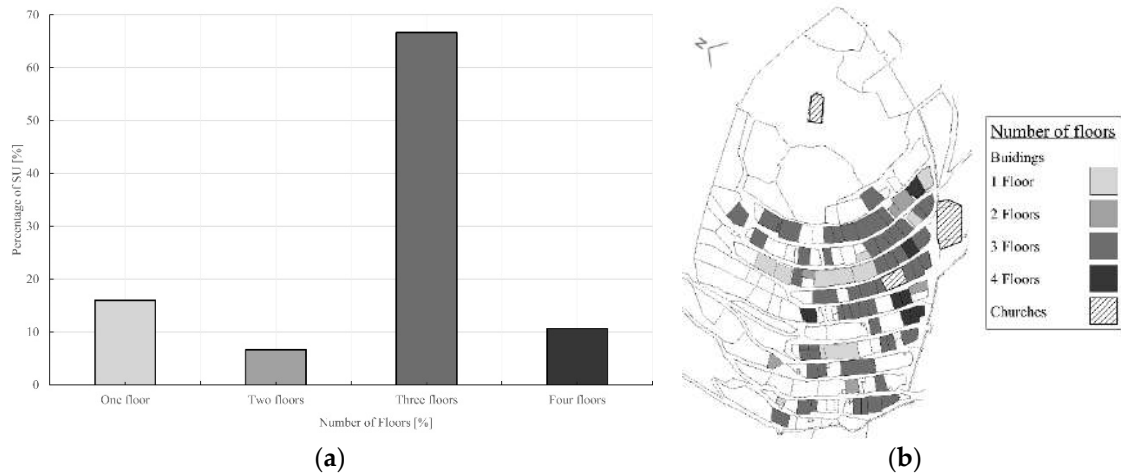 70
60
50
40
30
20
10
0
Percentage of SU [%]
One floor
Two floors
Three floors
Four floors
Number of Floors [%]
(a)
N
Number of floors
Buidings
1 Floor
2 Floors
3 Floors
4 Floors
Churches
(b)